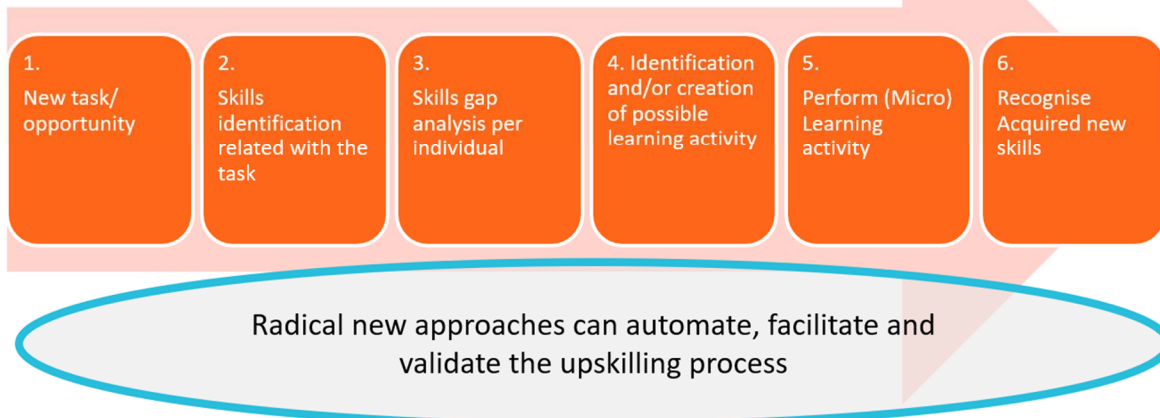 1.
New task/
opportunity
2.
Skills
identification
related with the
task
3.
Skills gap
analysis per
individual
4. Identification
and/or creation
of possible
learning activity
5.
Perform (Micro)
Learning
activity
6.
Recognise
Acquired new
skills
Radical new approaches can automate, facilitate and
validate the upskilling process